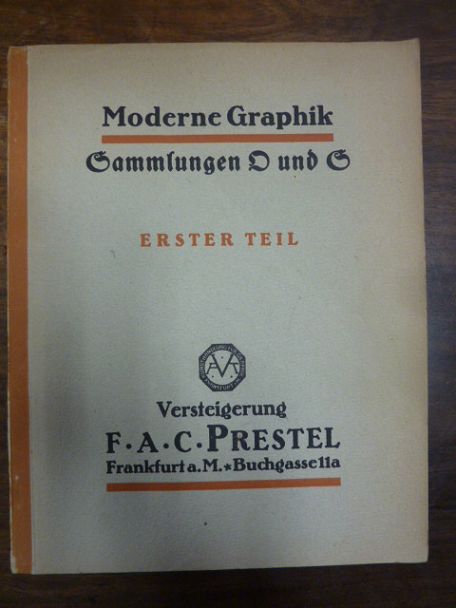 Moderne Graphik
Sammlungen O und S
ERSTER TEIL
Versteigerung
F·A·C·PRESTEL
Frankfurt a. M. ★ Buchgasse 11a